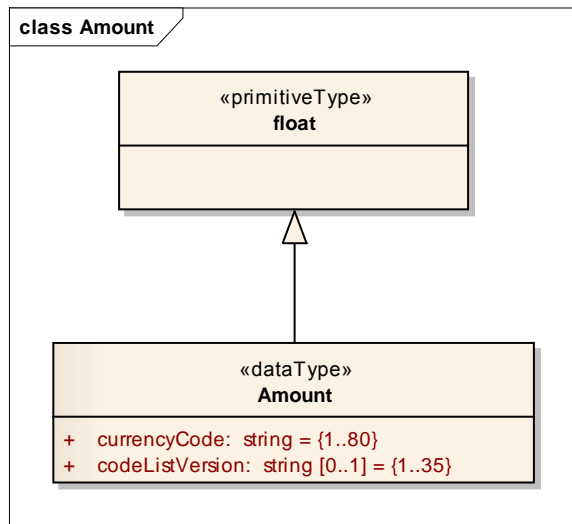 class Amount
«primitiveType»
float
«dataType»
Amount
+ currencyCode: string = {1..80}
+ codeListVersion: string [0..1] = {1..35}